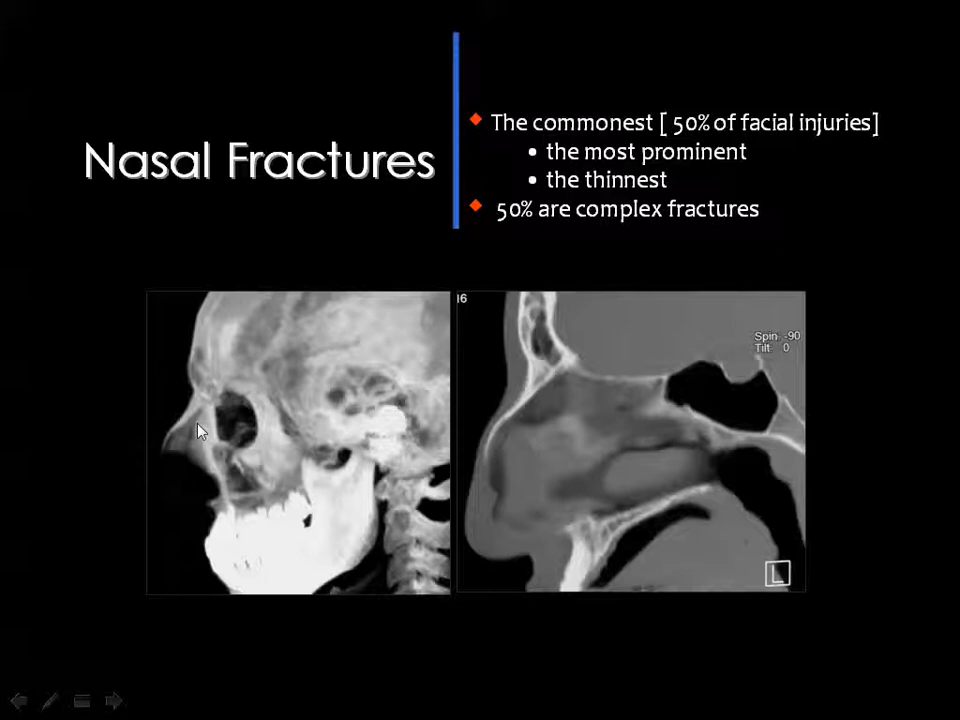 Nasal Fractures
◆ The commonest [ 50% of facial injuries]
• the most prominent
• the thinnest
◆ 50% are complex fractures
I6
Spin: -90
Tilt: 0
L